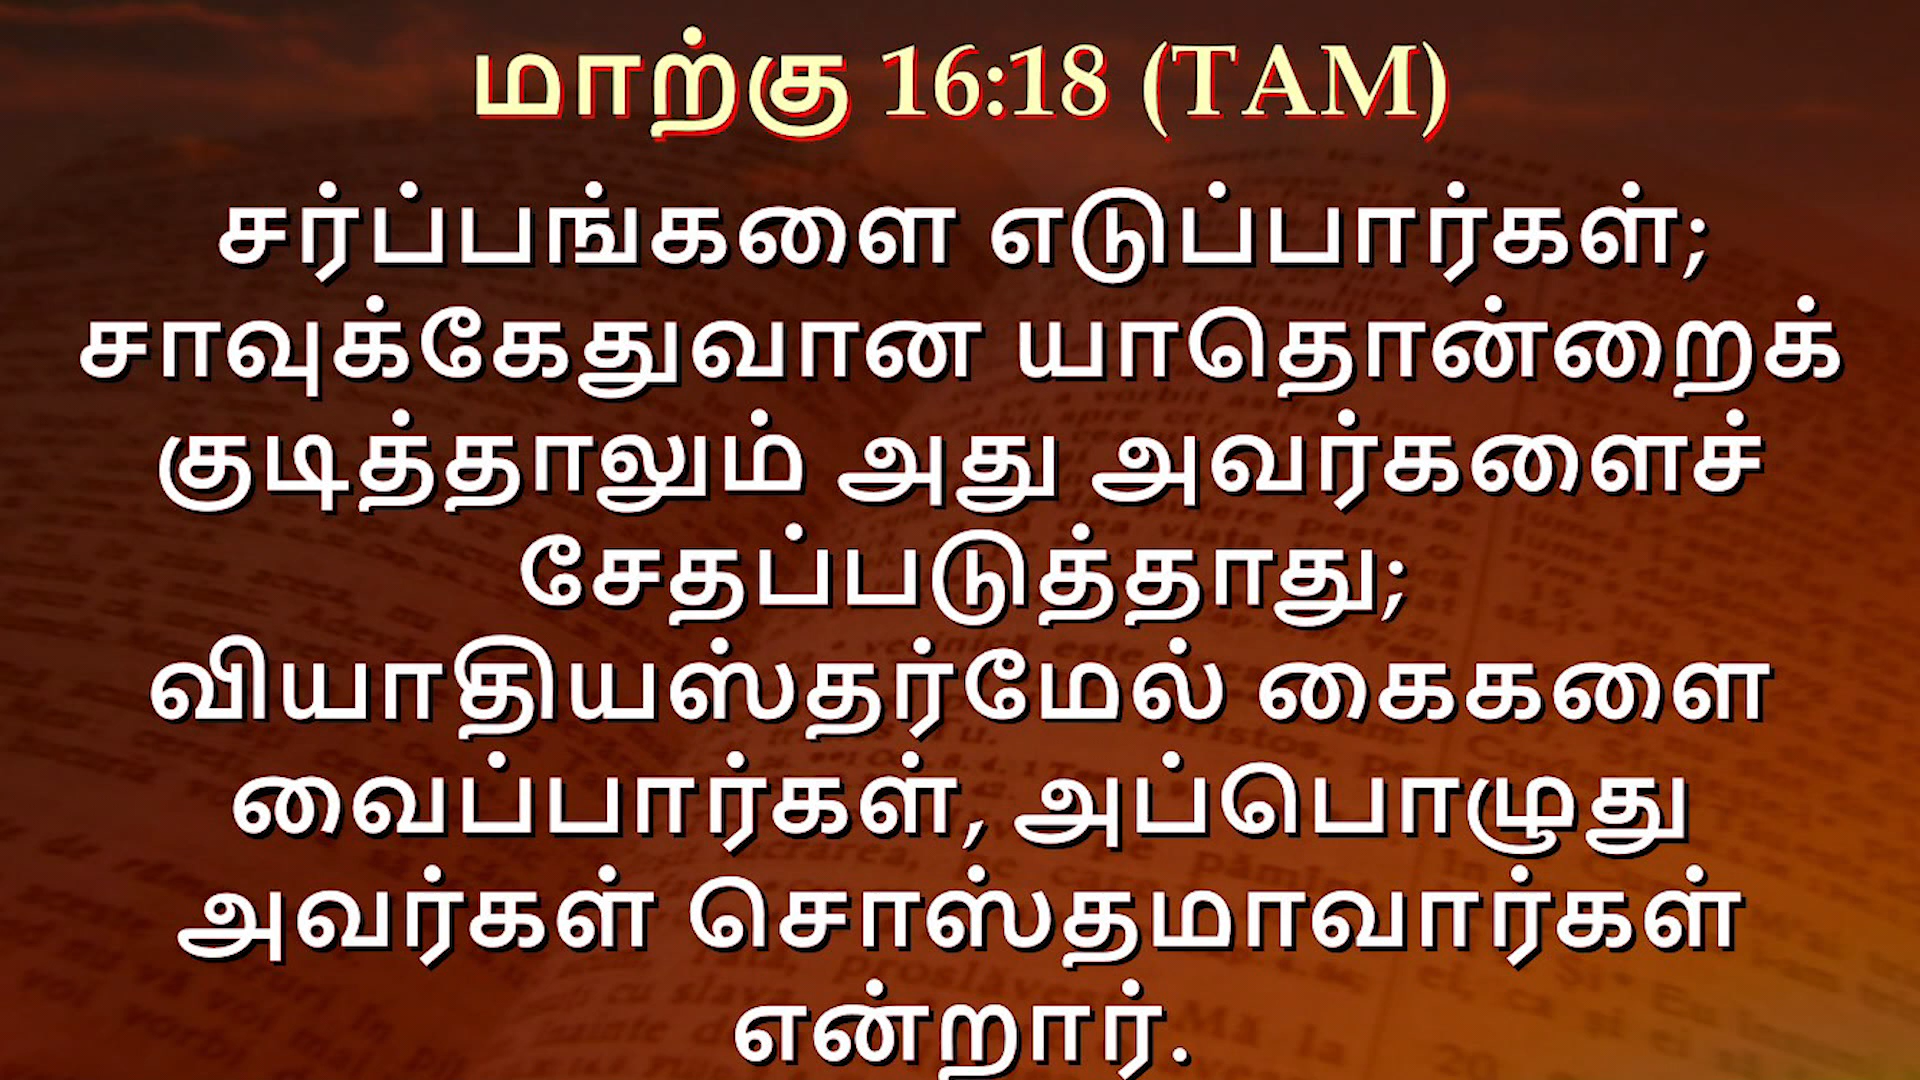 மாற்கு 16:18 (TAM)
சர்ப்பங்களை எடுப்பார்கள்;
சாவுக்கேதுவான யாதொன்றைக்
குடித்தாலும் அது அவர்களைச்
சேதப்படுத்தாது;
வியாதியஸ்தர்மேல் கைகளை
வைப்பார்கள், அப்பொழுது
அவர்கள் சொஸ்தமாவார்கள்
என்றார்.